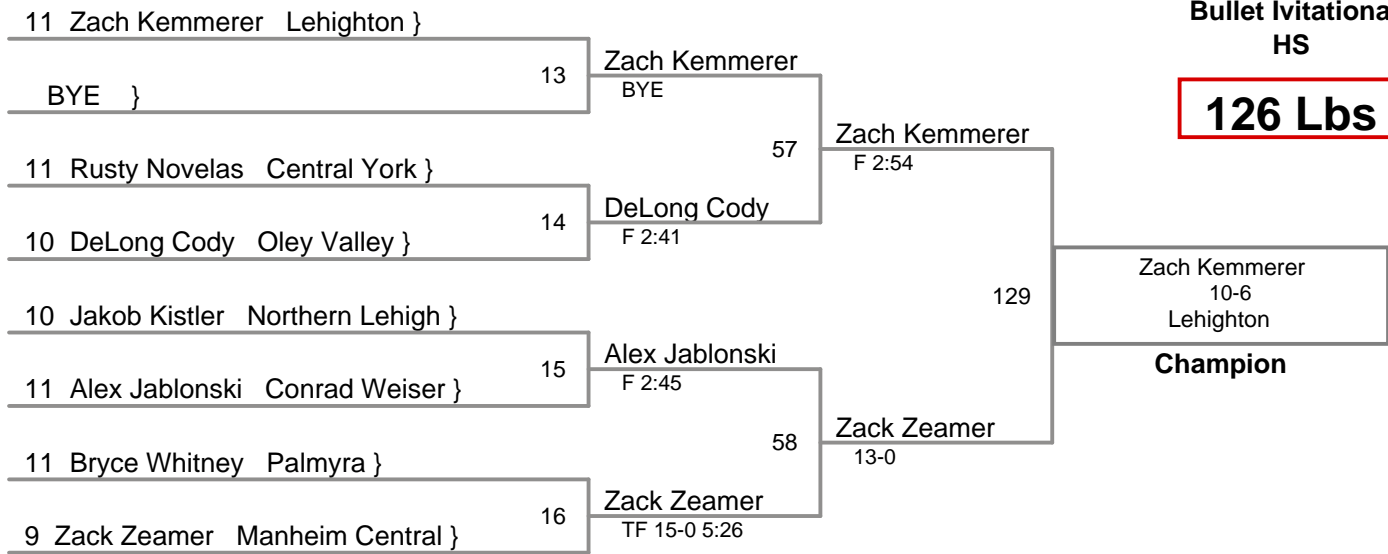 Bullet Ivitationa
HS
126 Lbs
11 Zach Kemmerer Lehighton }
BYE }
11 Rusty Novelas Central York }
10 DeLong Cody Oley Valley }
10 Jakob Kistler Northern Lehigh }
11 Alex Jablonski Conrad Weiser }
11 Bryce Whitney Palmyra }
9 Zack Zeamer Manheim Central }
13
Zach Kemmerer
BYE
14
DeLong Cody
F 2:41
15
Alex Jablonski
F 2:45
16
Zack Zeamer
TF 15-0 5:26
57
Zach Kemmerer
F 2:54
58
Zack Zeamer
13-0
129
Zach Kemmerer
10-6
Lehighton
Champion